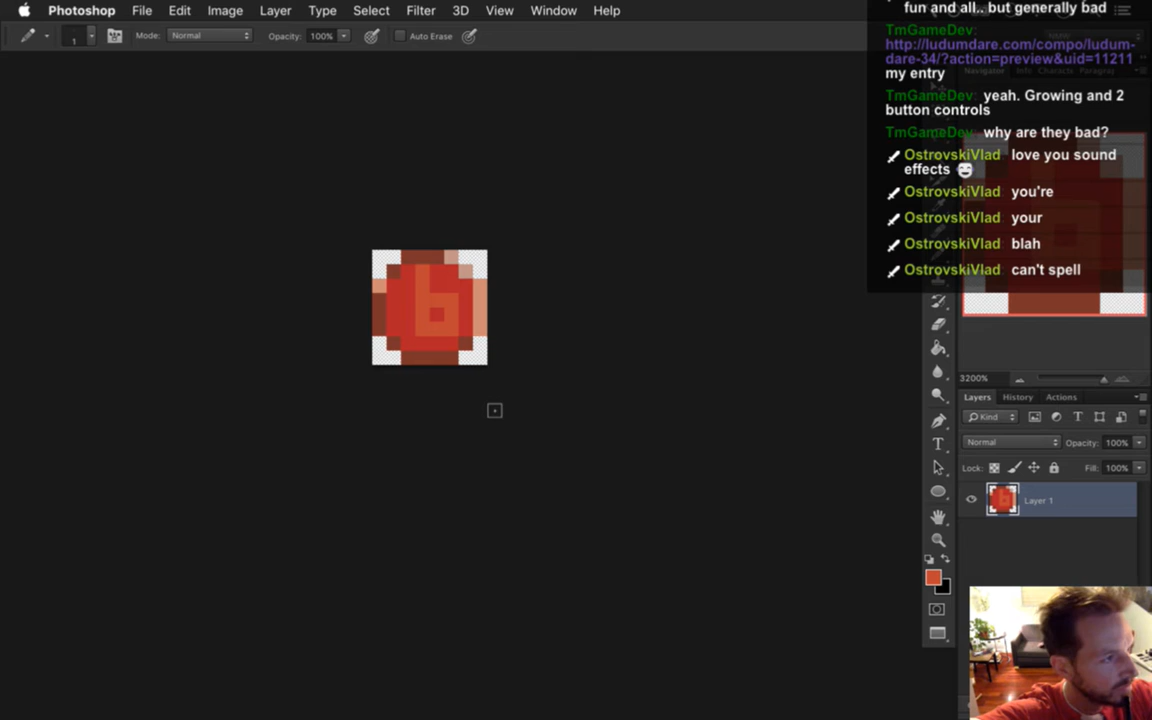 Photoshop File Edit Image Layer Type Select Filter 3D View Window Help
1 Mode: Normal Opacity: 100% Auto Erase
fun and all.. but generally bad
TmGameDev:
http://ludumdare.com/compo/ludum-
dare-34/?action=preview&uid=11211
my entry
TmGameDev: yeah. Growing and 2
button controls
TmGameDev: why are they bad?
OstrovskiVlad: love you sound
effects
OstrovskiVlad: you're
OstrovskiVlad: your
OstrovskiVlad: blah
OstrovskiVlad: can't spell
b
3200%
Layers History Actions
Kind
Normal Opacity: 100%
Lock: Fill: 100%
Layer 1